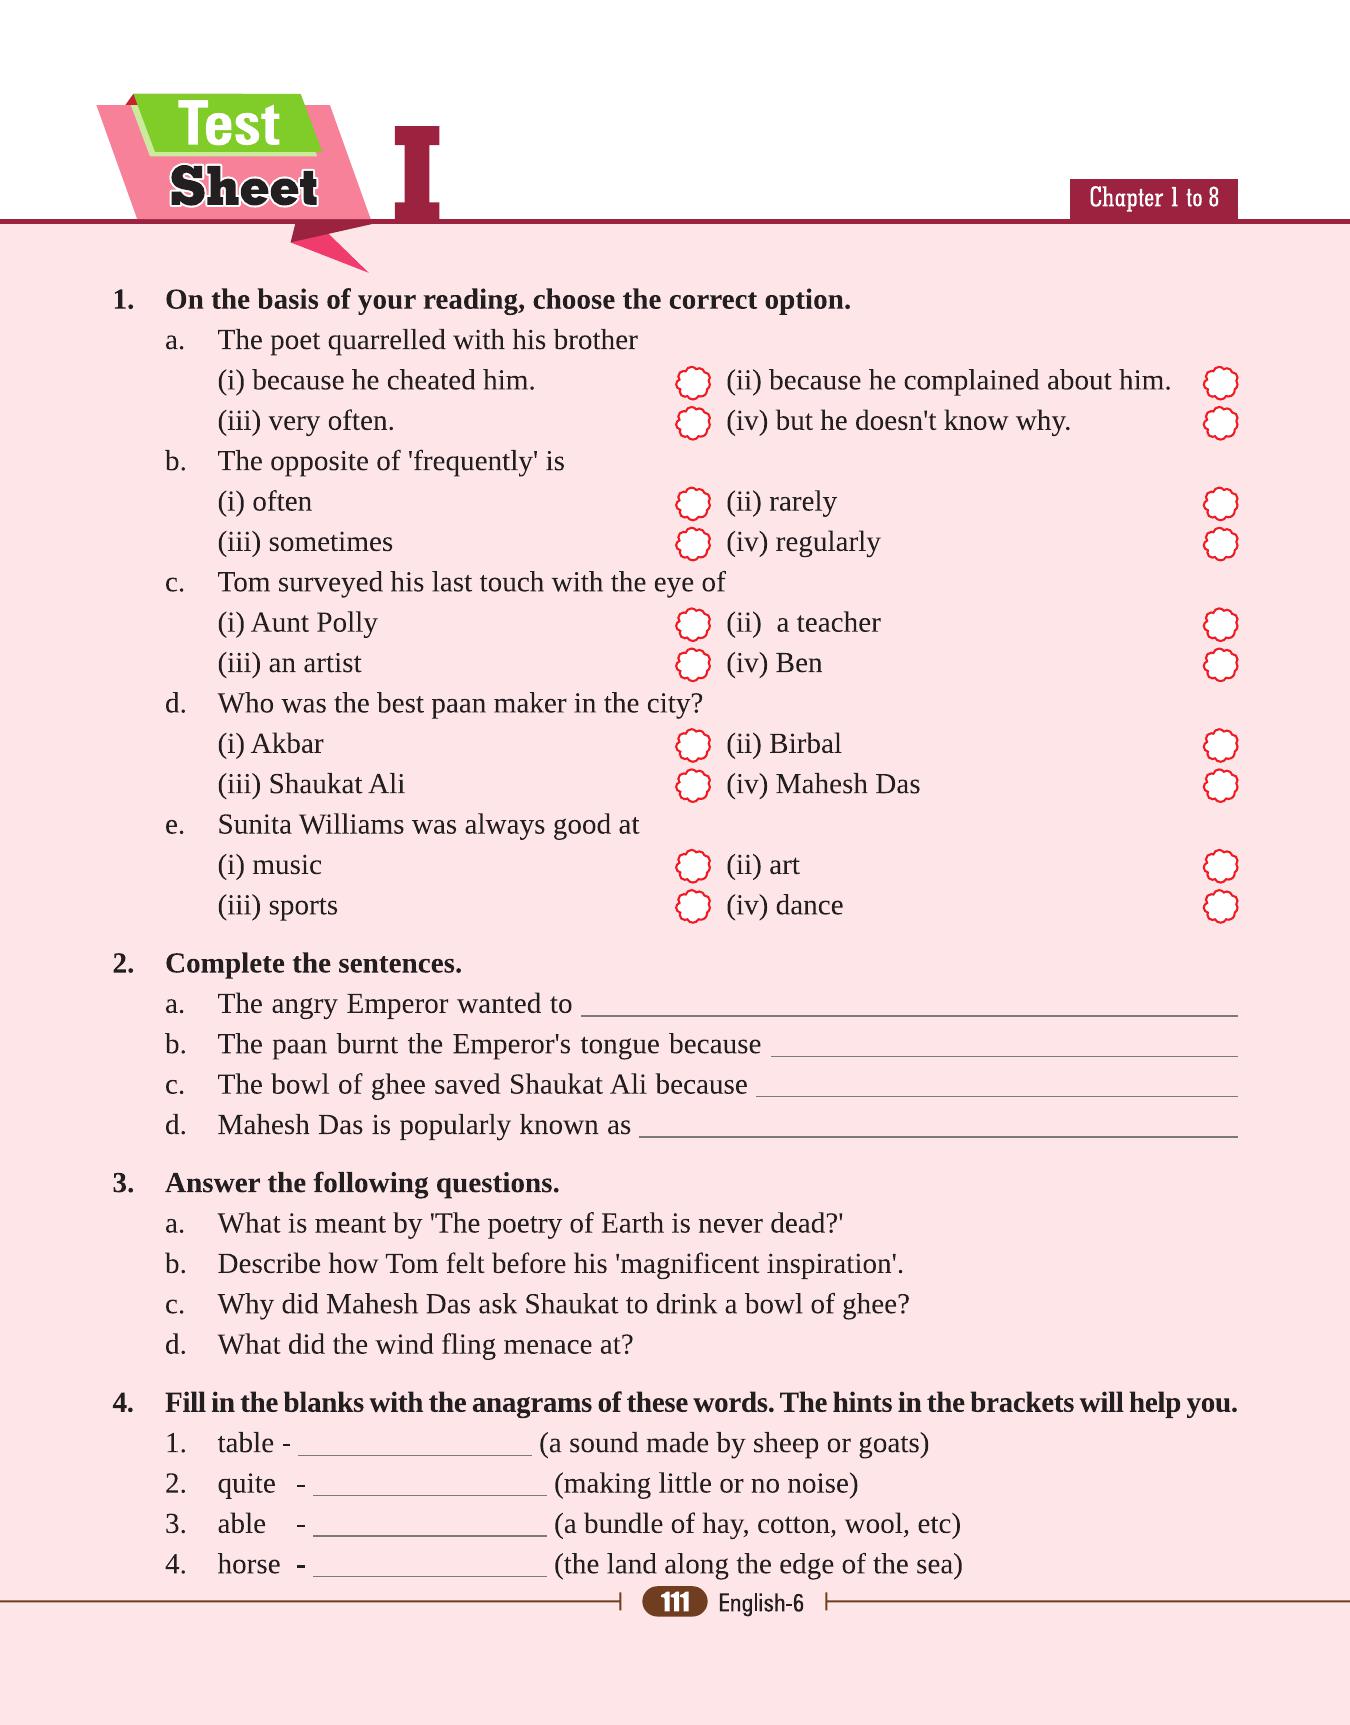 Test
Sheet
I
Chapter 1 to 8
1. On the basis of your reading, choose the correct option.
a. The poet quarrelled with his brother
(i) because he cheated him. (ii) because he complained about him.
(iii) very often. (iv) but he doesn't know why.
b. The opposite of 'frequently' is
(i) often (ii) rarely
(iii) sometimes (iv) regularly
c. Tom surveyed his last touch with the eye of
(i) Aunt Polly (ii) a teacher
(iii) an artist (iv) Ben
d. Who was the best paan maker in the city?
(i) Akbar (ii) Birbal
(iii) Shaukat Ali (iv) Mahesh Das
e. Sunita Williams was always good at
(i) music (ii) art
(iii) sports (iv) dance
2. Complete the sentences.
a. The angry Emperor wanted to
b. The paan burnt the Emperor's tongue because
c. The bowl of ghee saved Shaukat Ali because
d. Mahesh Das is popularly known as
3. Answer the following questions.
a. What is meant by 'The poetry of Earth is never dead?'
b. Describe how Tom felt before his 'magnificent inspiration'.
c. Why did Mahesh Das ask Shaukat to drink a bowl of ghee?
d. What did the wind fling menace at?
4. Fill in the blanks with the anagrams of these words. The hints in the brackets will help you.
1. table - ________ (a sound made by sheep or goats)
2. quite - ________ (making little or no noise)
3. able - ________ (a bundle of hay, cotton, wool, etc)
4. horse - ________ (the land along the edge of the sea)
111 English-6